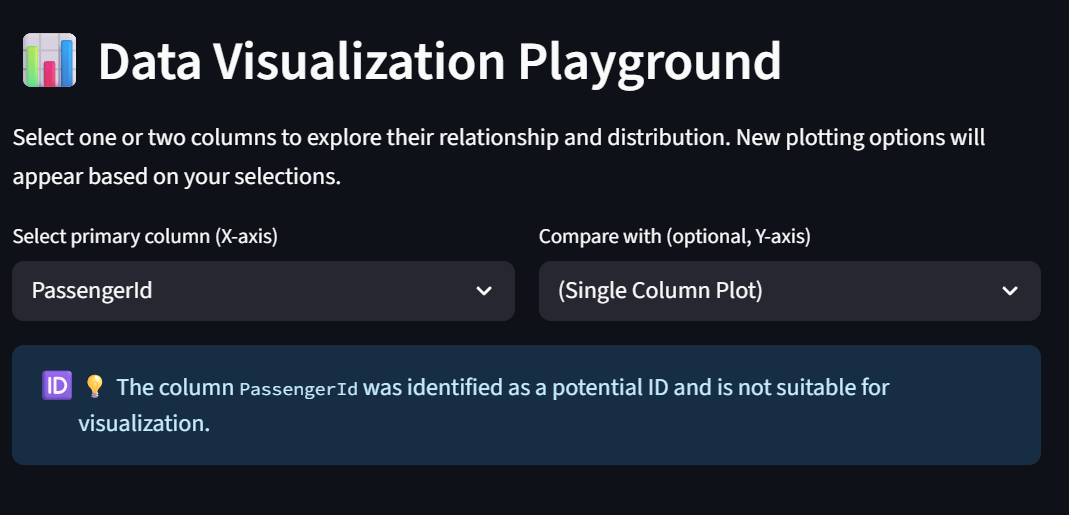 📊 Data Visualization Playground
Select one or two columns to explore their relationship and distribution. New plotting options will
appear based on your selections.
Select primary column (X-axis)
Compare with (optional, Y-axis)
PassengerId
(Single Column Plot)
🆔 💡 The column PassengerId was identified as a potential ID and is not suitable for
visualization.